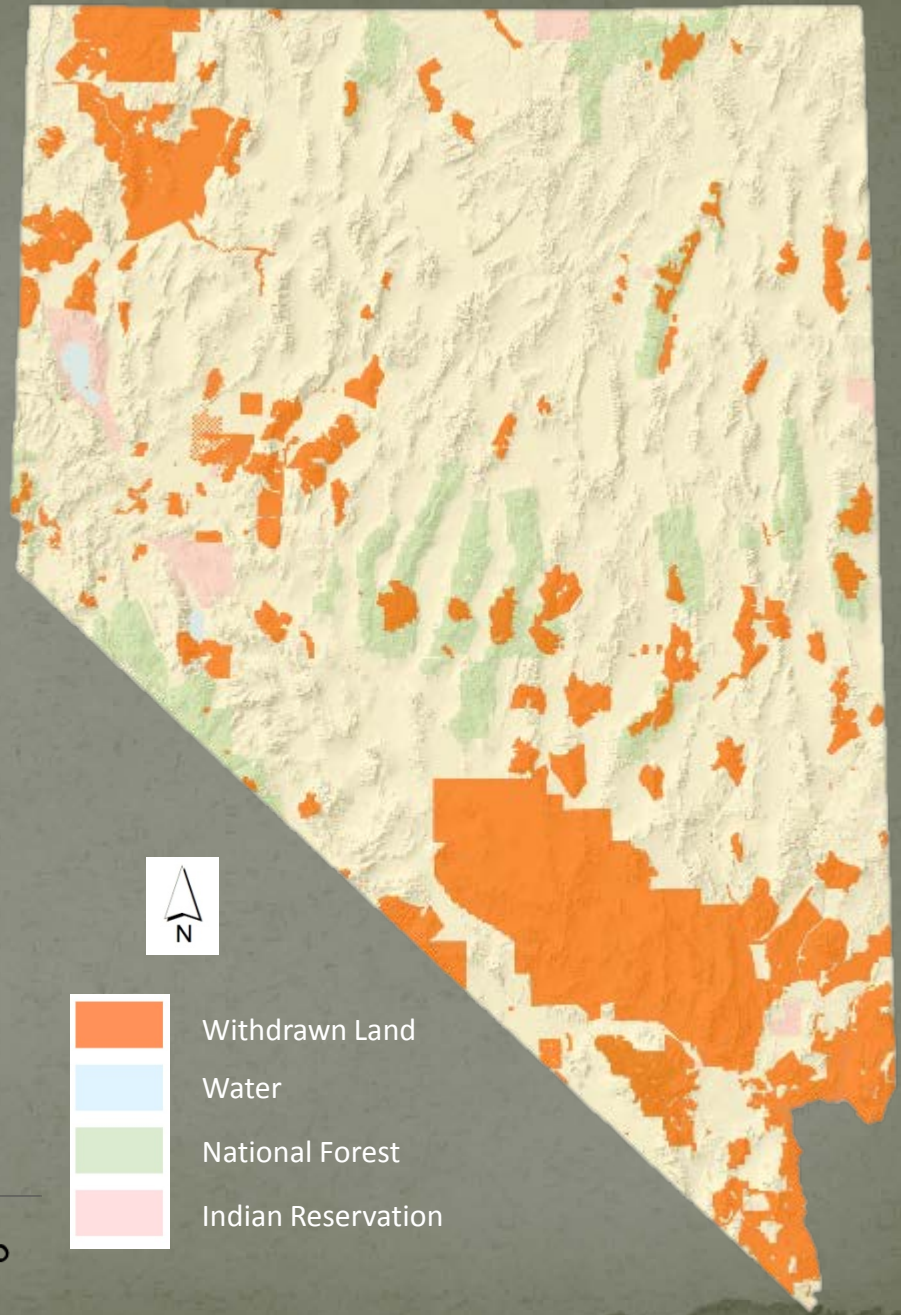 N
Withdrawn Land
Water
National Forest
Indian Reservation